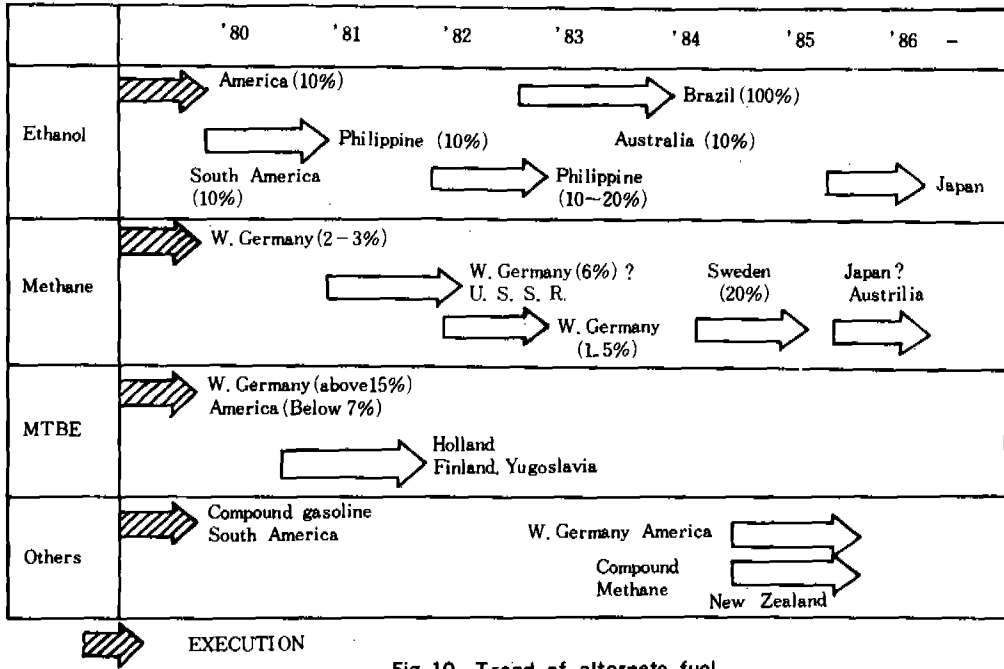 '80 '81 '82 '83 '84 '85 '86 -
Ethanol
America (10%)
Brazil (100%)
Philippine (10%)
Australia (10%)
South America
(10%)
Philippine
(10~20%)
Japan
Methane
W. Germany (2-3%)
W. Germany (6%) ?
U. S. S. R.
Sweden
(20%)
Japan ?
Austrilia
W. Germany
(1-5%)
MTBE
W. Germany (above 15%)
America (Below 7%)
Holland
Finland, Yugoslavia
Others
Compound gasoline
South America
W. Germany America
Compound
Methane
New Zealand
EXECUTION
Fig. 10 Trend of alternate fuel